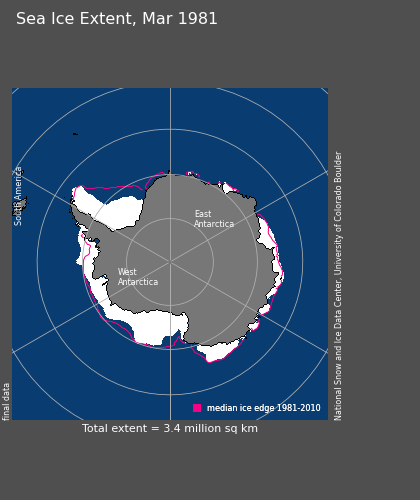 Sea Ice Extent, Mar 1981
South America
East
Antarctica
West
Antarctica
National Snow and Ice Data Center, University of Colorado Boulder
final data
median ice edge 1981-2010
Total extent = 3.4 million sq km